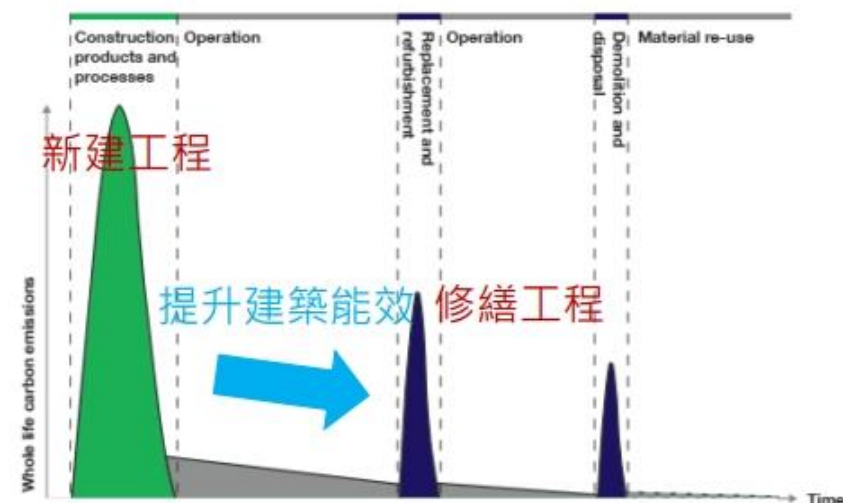 Construction
products and
processes
Operation
Replacement and
refurbishment
Operation
Demolition and
disposal
Material re-use
新建工程
提升建築能效
修繕工程
Whole life carbon emissions
Time